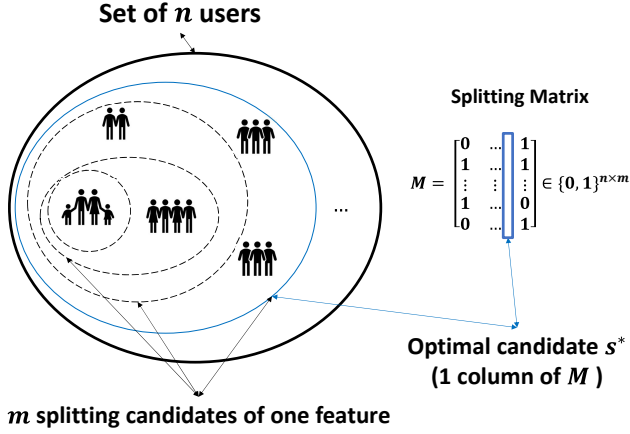 Set of n users
Splitting Matrix
0 ... 1
1 ... 1
⋮ ⋮ ⋮
M = 1 ... 0 ∈ {0, 1}^{n×m}
0 ... 1
...
Optimal candidate s*
(1 column of M )
m splitting candidates of one feature